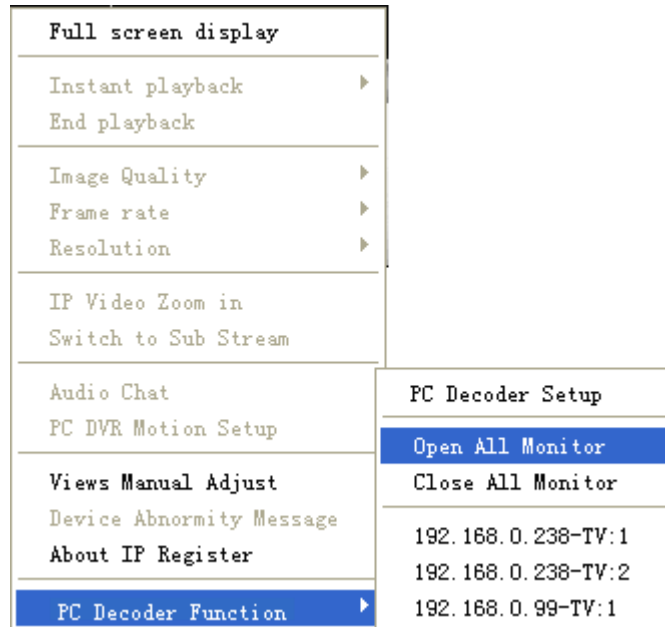 Full screen display
Instant playback
End playback
Image Quality
Frame rate
Resolution
IP Video Zoom in
Switch to Sub Stream
Audio Chat
PC DVR Motion Setup
Views Manual Adjust
Device Abnormity Message
About IP Register
PC Decoder Function
PC Decoder Setup
Open All Monitor
Close All Monitor
192.168.0.238-TV:1
192.168.0.238-TV:2
192.168.0.99-TV:1